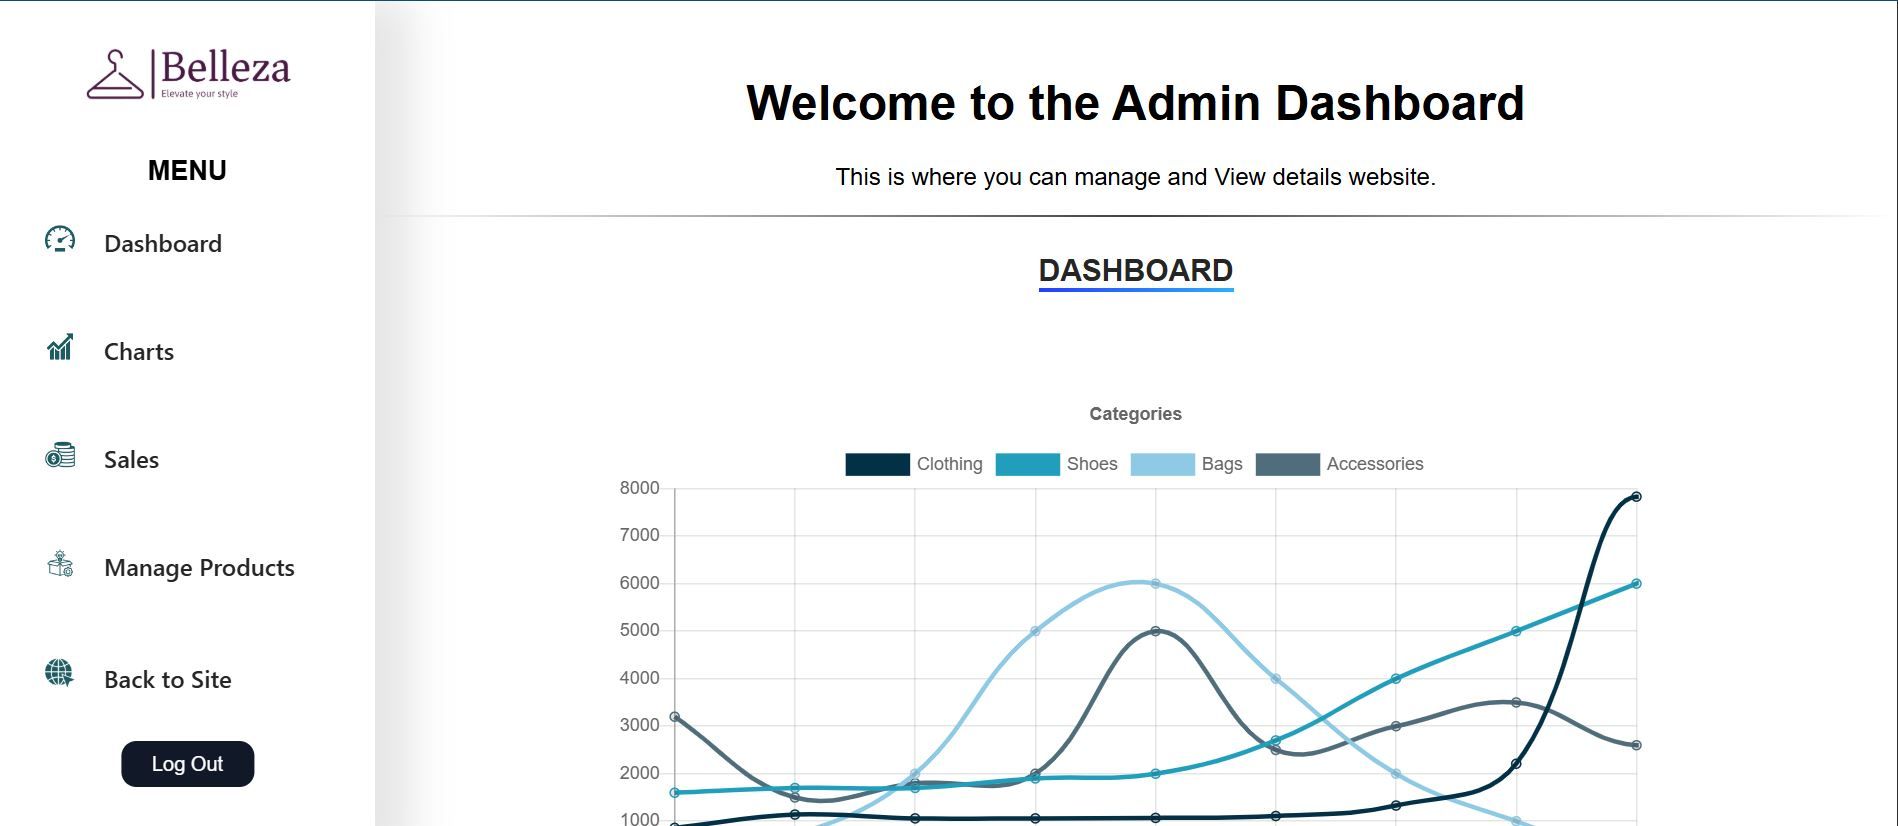 Belleza
Elevate your style
MENU
Dashboard
Charts
Sales
Manage Products
Back to Site
Log Out
Welcome to the Admin Dashboard
This is where you can manage and View details website.
DASHBOARD
Categories
Clothing Shoes Bags Accessories
8000
7000
6000
5000
4000
3000
2000
1000